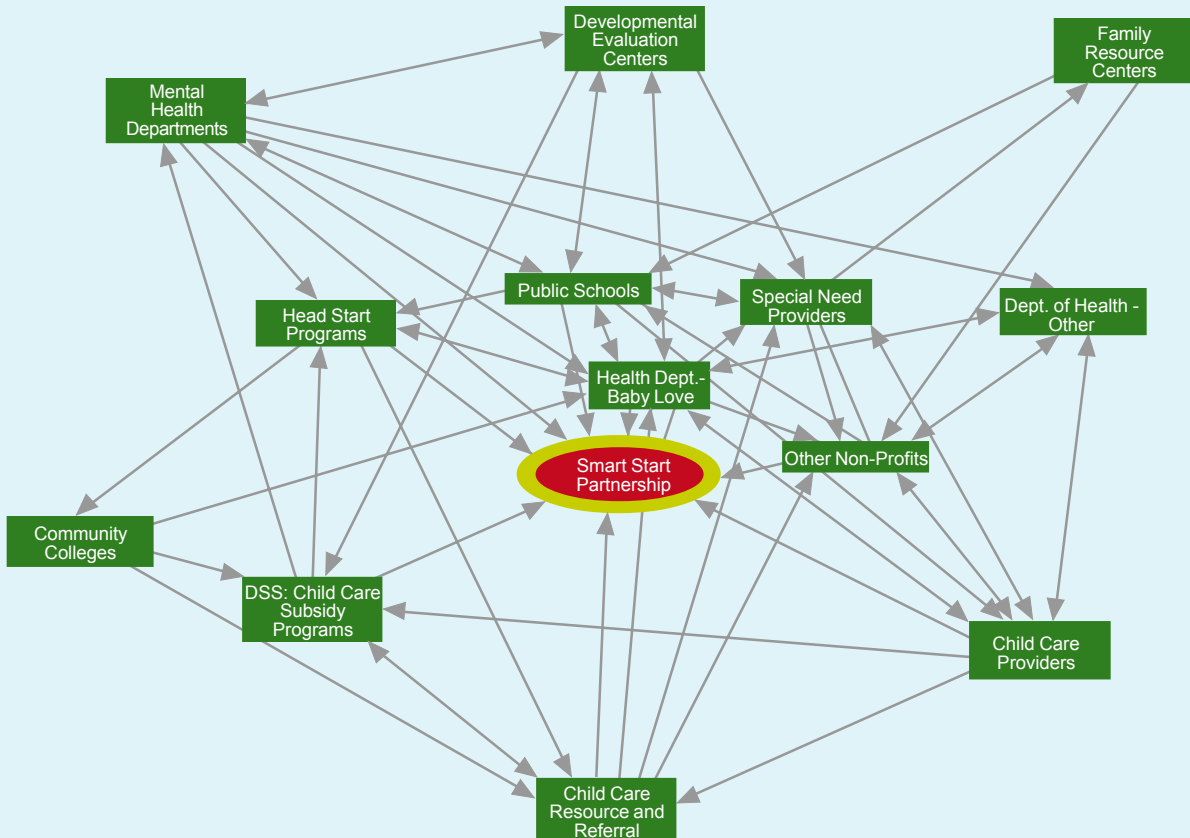 Developmental
Evaluation
Centers
Family
Resource
Centers
Mental
Health
Departments
Public Schools
Special Need
Providers
Dept. of Health -
Other
Head Start
Programs
Health Dept.-
Baby Love
Other Non-Profits
Smart Start
Partnership
Community
Colleges
DSS: Child Care
Subsidy
Programs
Child Care
Providers
Child Care
Resource and
Referral